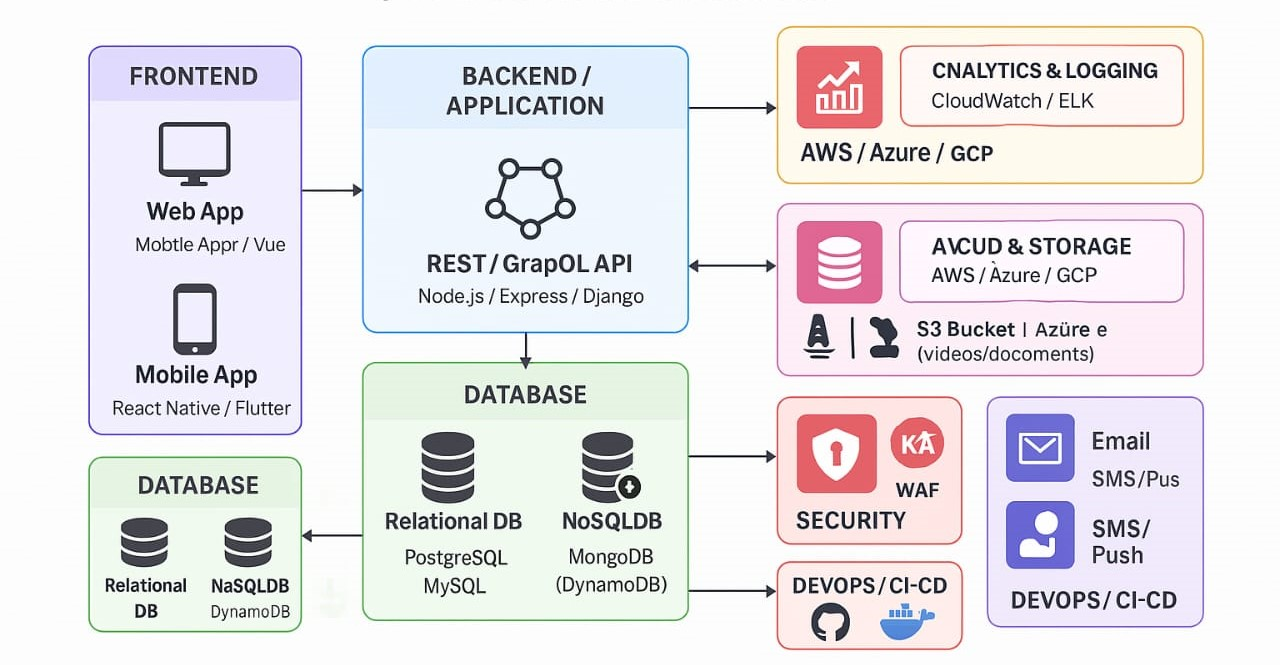 FRONTEND
Web App
Mobtle Appr / Vue
Mobile App
React Native / Flutter
BACKEND /
APPLICATION
REST / GrapOL API
Node.js / Express / Django
CNALYTICS & LOGGING
CloudWatch / ELK
AWS / Azure / GCP
AVCUD & STORAGE
AWS / Àzure / GCP
S3 Bucket | Azüre e
(videos/docoments)
DATABASE
Relational
DB
NaSQLDB
DynamoDB
DATABASE
Relational DB
PostgreSQL
MySQL
NoSQLDB
MongoDB
(DynamoDB)
KA
WAF
SECURITY
DEVOPS / CI-CD
Email
SMS/Pus
SMS/
Push
DEVOPS / CI-CD